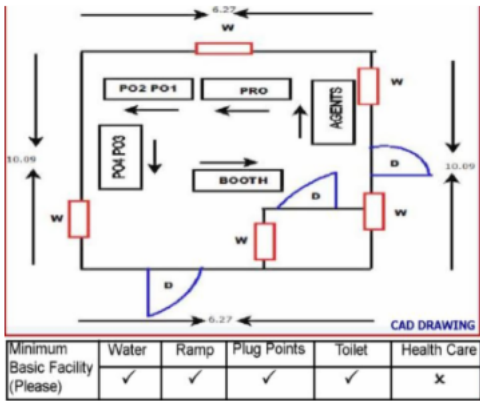 6.27
W
PO2 PO1
PRO
AGENTS
W
PO4 PO3
10.09
D
10.09
BOOTH
D
W
W
W
D
6.27
CAD DRAWING
Minimum Basic Facility (Please) Water Ramp Plug Points Toilet Health Care
✓ ✓ ✓ ✓ x